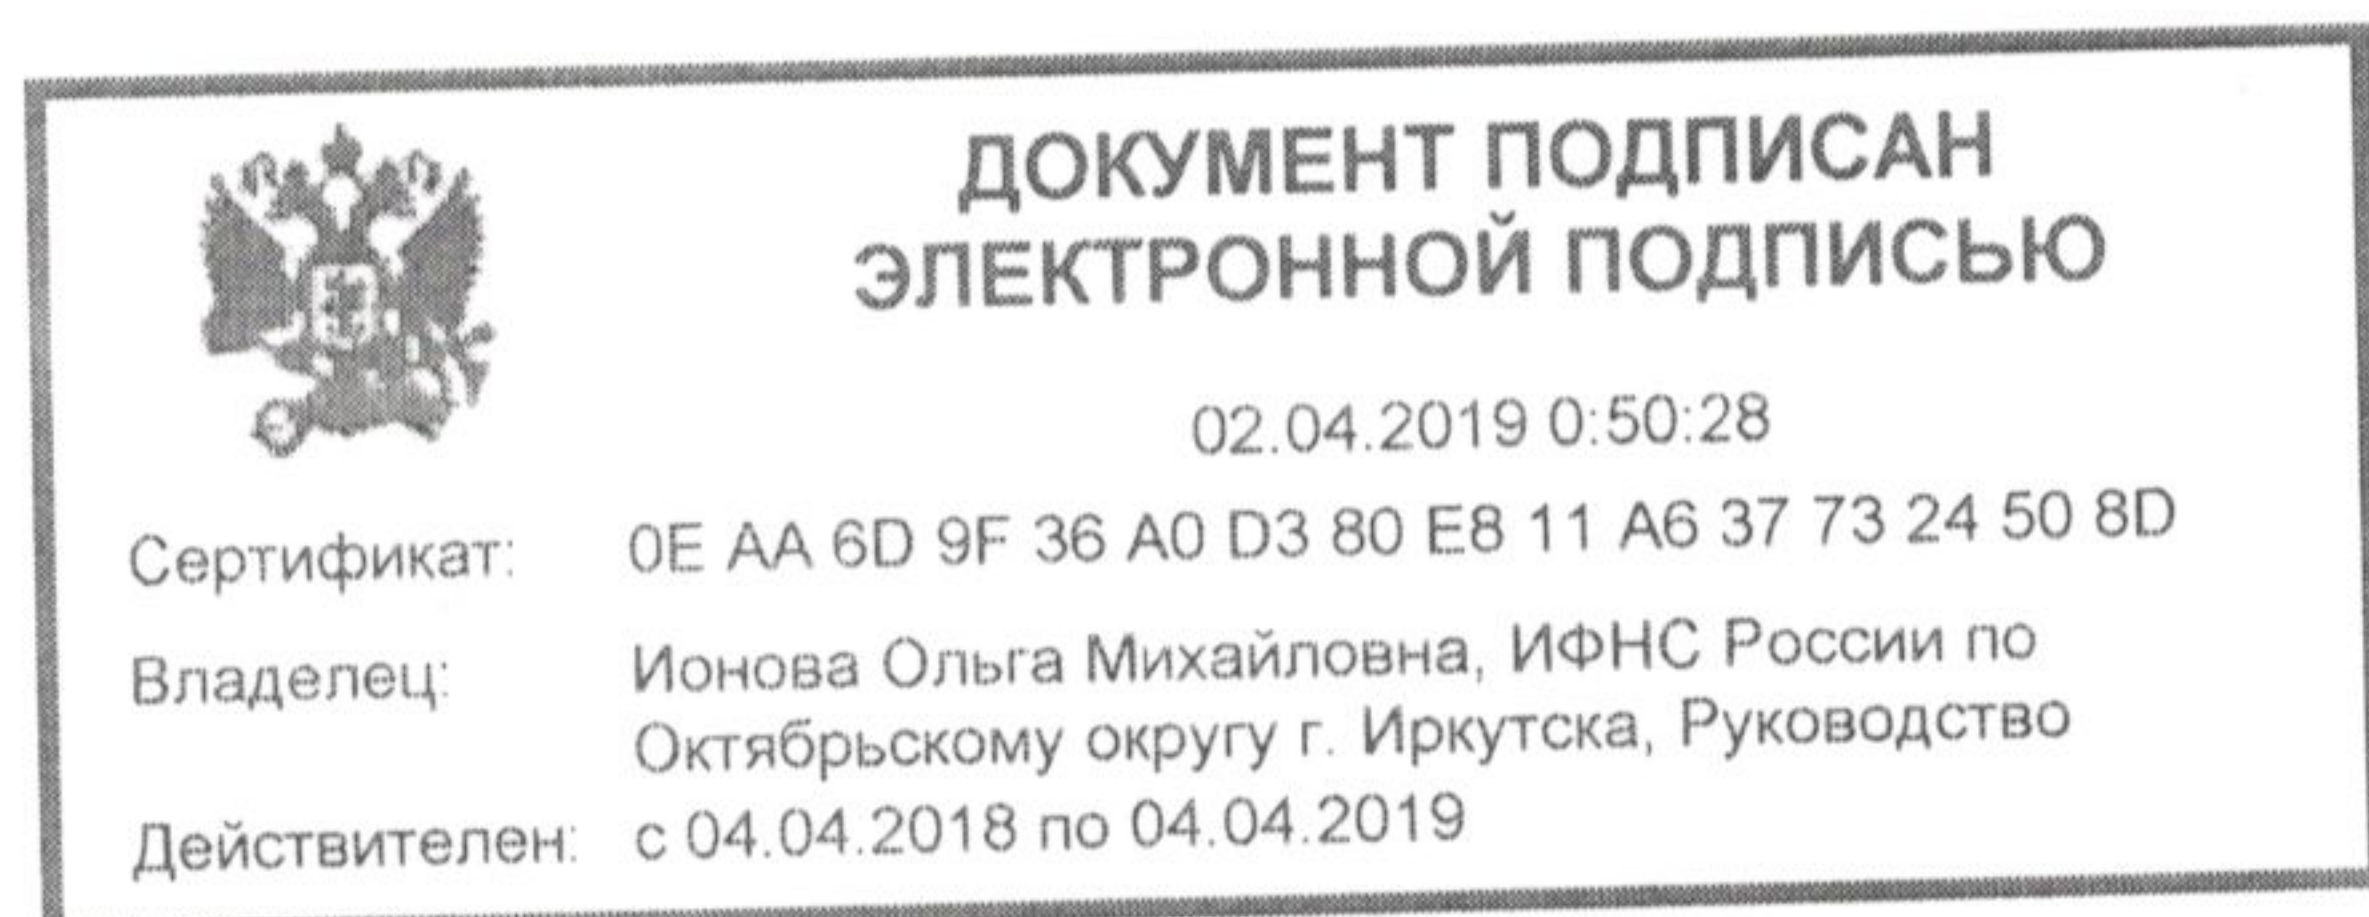 ДОКУМЕНТ ПОДПИСАН
ЭЛЕКТРОННОЙ ПОДПИСЬЮ
02.04.2019 0:50:28
Сертификат: 0E AA 6D 9F 36 A0 D3 80 E8 11 A6 37 73 24 50 8D
Владелец: Ионова Ольга Михайловна, ИФНС России по
Октябрьскому округу г. Иркутска, Руководство
Действителен: с 04.04.2018 по 04.04.2019